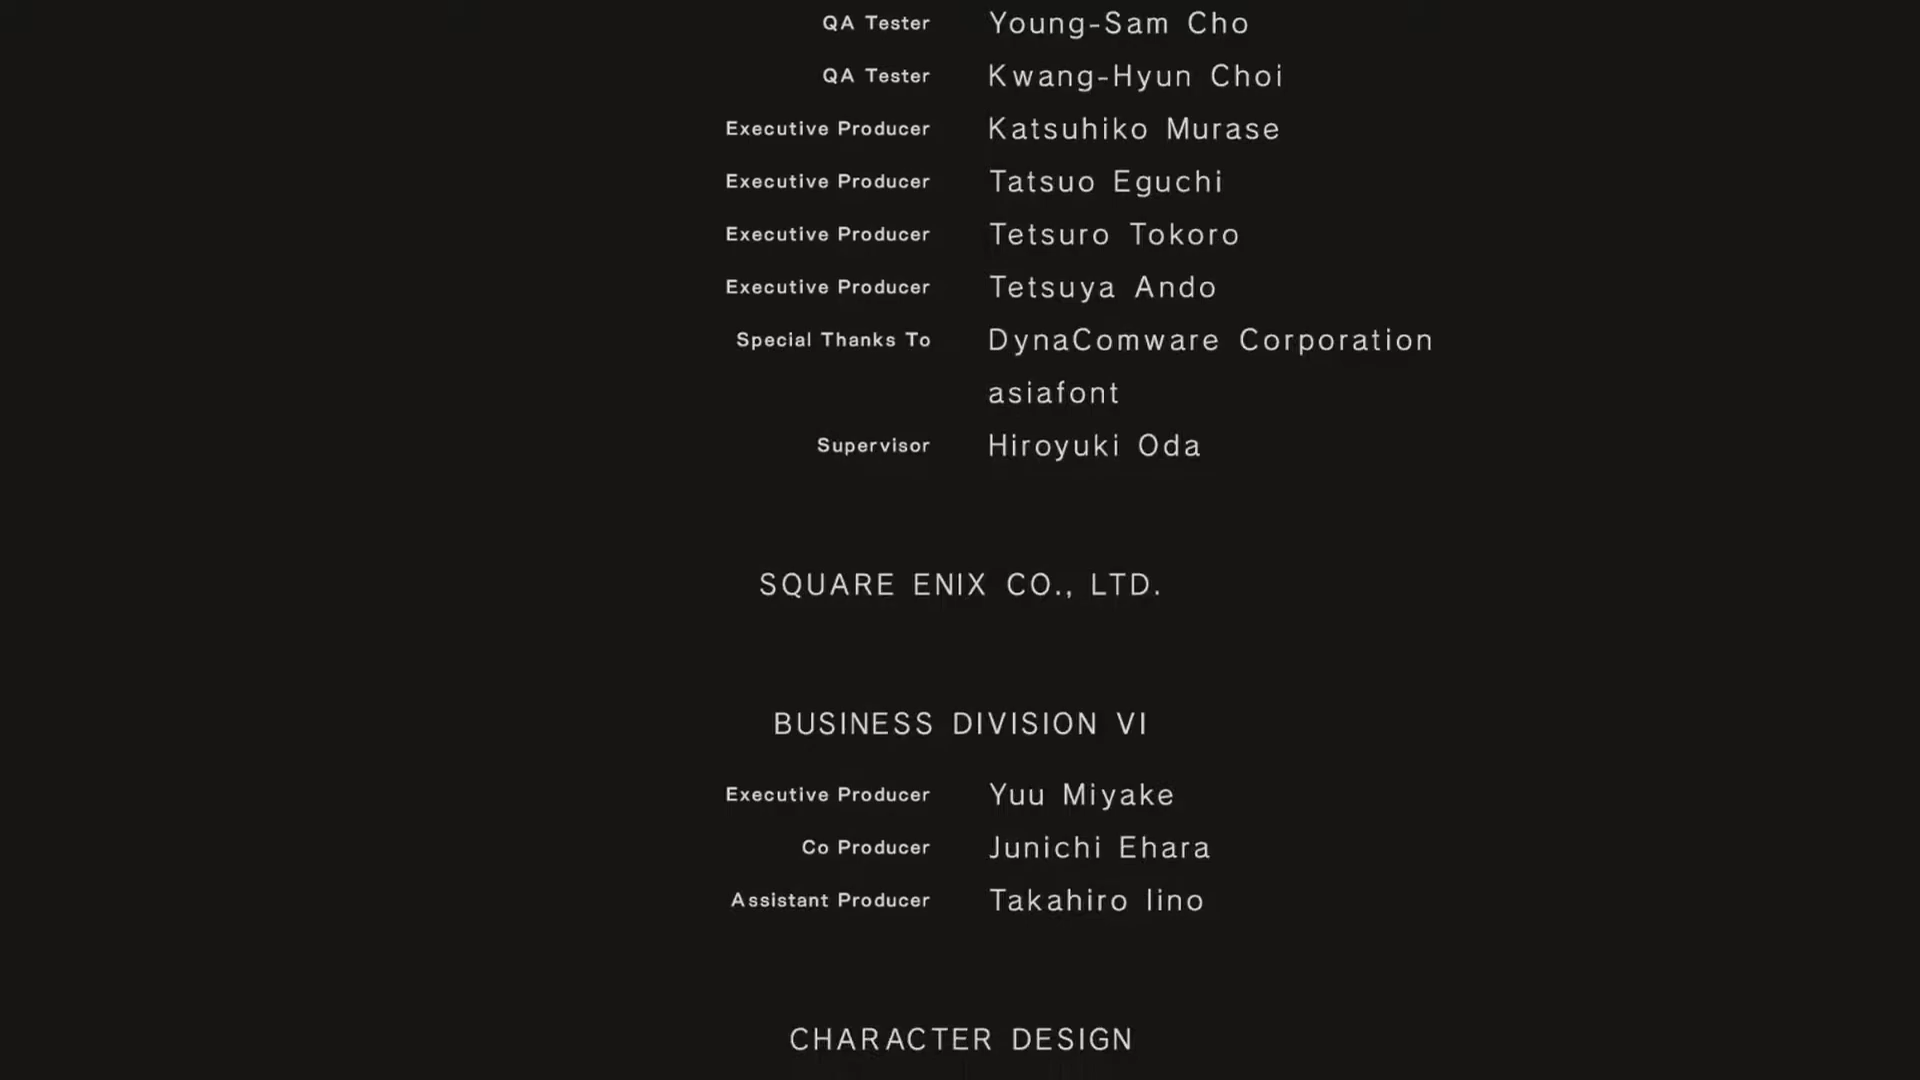 QA Tester Young-Sam Cho
QA Tester Kwang-Hyun Choi
Executive Producer Katsuhiko Murase
Executive Producer Tatsuo Eguchi
Executive Producer Tetsuro Tokoro
Executive Producer Tetsuya Ando
Special Thanks To DynaComware Corporation
asiafont
Supervisor Hiroyuki Oda
SQUARE ENIX CO., LTD.
BUSINESS DIVISION VI
Executive Producer Yuu Miyake
Co Producer Junichi Ehara
Assistant Producer Takahiro Iino
CHARACTER DESIGN